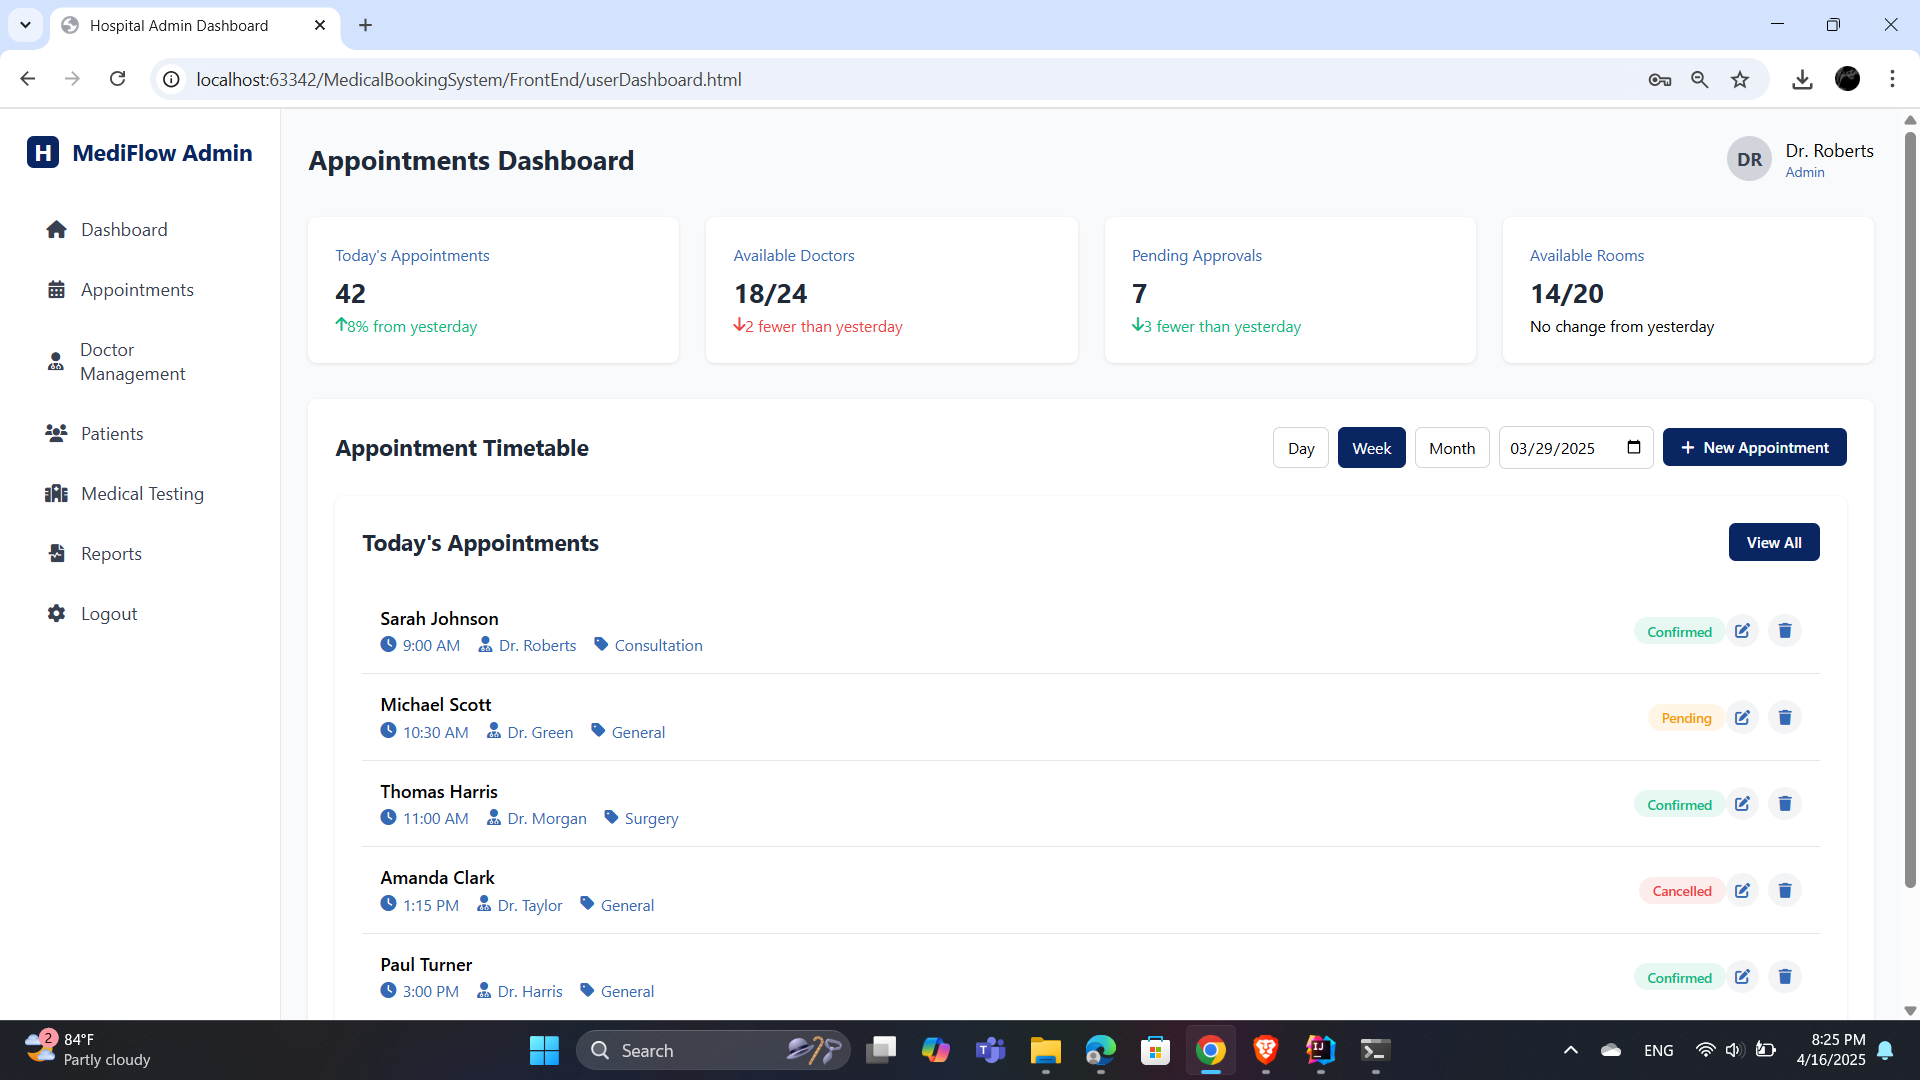 Hospital Admin Dashboard
localhost:63342/MedicalBookingSystem/FrontEnd/userDashboard.html
H MediFlow Admin
Dashboard
Appointments
Doctor
Management
Patients
Medical Testing
Reports
Logout
Appointments Dashboard
DR
Dr. Roberts
Admin
Today's Appointments
42
8% from yesterday
Available Doctors
18/24
2 fewer than yesterday
Pending Approvals
7
3 fewer than yesterday
Available Rooms
14/20
No change from yesterday
Appointment Timetable
Day
Week
Month
03/29/2025
+ New Appointment
Today's Appointments
View All
Sarah Johnson
9:00 AM Dr. Roberts Consultation
Confirmed
Michael Scott
10:30 AM Dr. Green General
Pending
Thomas Harris
11:00 AM Dr. Morgan Surgery
Confirmed
Amanda Clark
1:15 PM Dr. Taylor General
Cancelled
Paul Turner
3:00 PM Dr. Harris General
Confirmed
2
84°F
Partly cloudy
Search
ENG
8:25 PM
4/16/2025